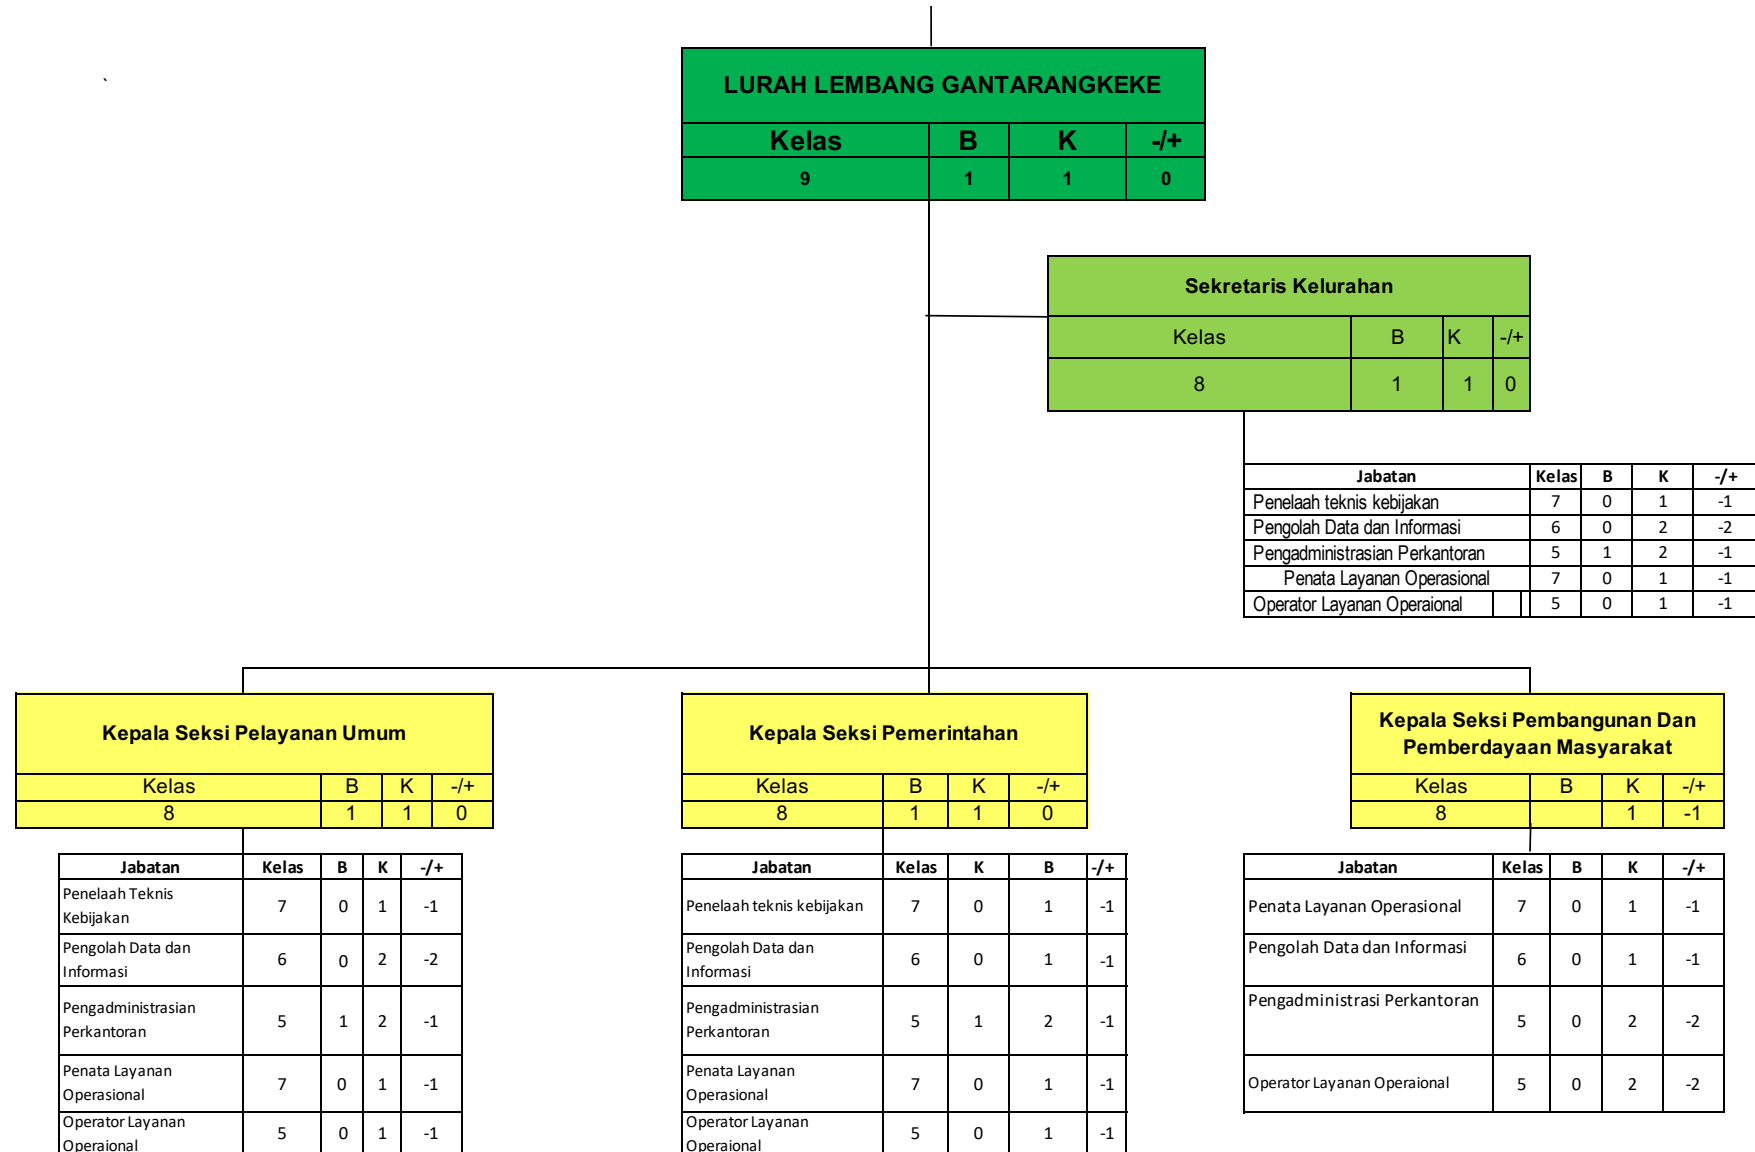 `
LURAH LEMBANG GANTARANGKEKE
Kelas B K -/+
9 1 1 0
Sekretaris Kelurahan
Kelas B K -/+
8 1 1 0
Jabatan Kelas B K -/+
Penelaah teknis kebijakan 7 0 1 -1
Pengolah Data dan Informasi 6 0 2 -2
Pengadministrasian Perkantoran 5 1 2 -1
Penata Layanan Operasional 7 0 1 -1
Operator Layanan Operaional 5 0 1 -1
Kepala Seksi Pelayanan Umum
Kelas B K -/+
8 1 1 0
Jabatan Kelas B K -/+
Penelaah Teknis
Kebijakan 7 0 1 -1
Pengolah Data dan
Informasi 6 0 2 -2
Pengadministrasian
Perkantoran 5 1 2 -1
Penata Layanan
Operasional 7 0 1 -1
Operator Layanan
Operaional 5 0 1 -1
Kepala Seksi Pemerintahan
Kelas B K -/+
8 1 1 0
Jabatan Kelas K B -/+
Penelaah teknis kebijakan 7 0 1 -1
Pengolah Data dan
Informasi 6 0 1 -1
Pengadministrasian
Perkantoran 5 1 2 -1
Penata Layanan
Operasional 7 0 1 -1
Operator Layanan
Operaional 5 0 1 -1
Kepala Seksi Pembangunan Dan
Pemberdayaan Masyarakat
Kelas B K -/+
8 1 -1
Jabatan Kelas B K -/+
Penata Layanan Operasional 7 0 1 -1
Pengolah Data dan Informasi 6 0 1 -1
Pengadministrasi Perkantoran 5 0 2 -2
Operator Layanan Operaional 5 0 2 -2